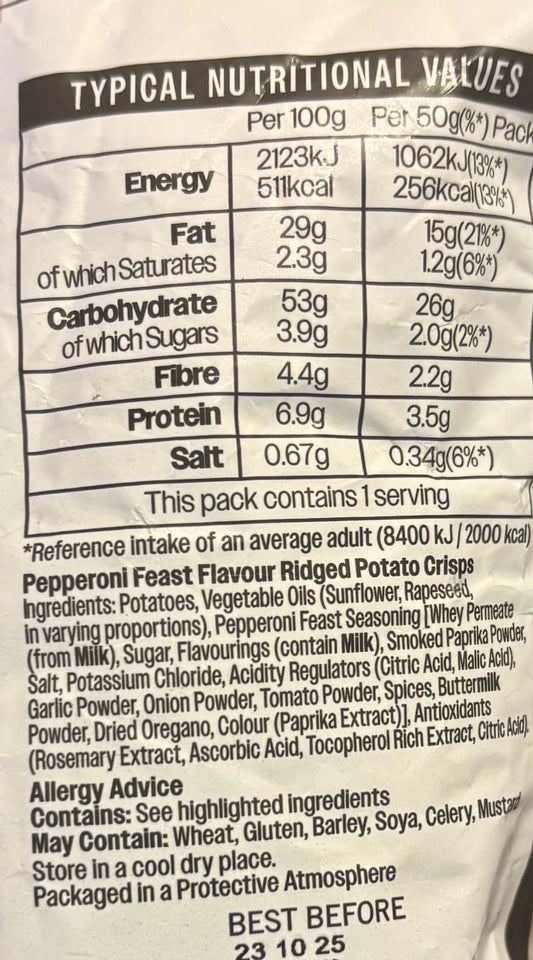 TYPICAL NUTRITIONAL VALUES
Per 100g Per 50g(%*) Pack
Energy 2123kJ 1062kJ(13%*)
511kcal 256kcal(13%*)
Fat 29g 15g(21%*)
of which Saturates 2.3g 1.2g(6%*)
Carbohydrate 53g 26g
of which Sugars 3.9g 2.0g(2%*)
Fibre 4.4g 2.2g
Protein 6.9g 3.5g
Salt 0.67g 0.34g(6%*)
This pack contains 1 serving
*Reference intake of an average adult (8400 kJ / 2000 kcal)
Pepperoni Feast Flavour Ridged Potato Crisps
Ingredients: Potatoes, Vegetable Oils (Sunflower, Rapeseed,
in varying proportions), Pepperoni Feast Seasoning [Whey Permeate
(from Milk), Sugar, Flavourings (contain Milk), Smoked Paprika Powder,
Salt, Potassium Chloride, Acidity Regulators (Citric Acid, Malic Acid),
Garlic Powder, Onion Powder, Tomato Powder, Spices, Buttermilk
Powder, Dried Oregano, Colour (Paprika Extract)], Antioxidants
(Rosemary Extract, Ascorbic Acid, Tocopherol Rich Extract, Citric Acid).
Allergy Advice
Contains: See highlighted ingredients
May Contain: Wheat, Gluten, Barley, Soya, Celery, Mustard
Store in a cool dry place.
Packaged in a Protective Atmosphere
BEST BEFORE
23 10 25